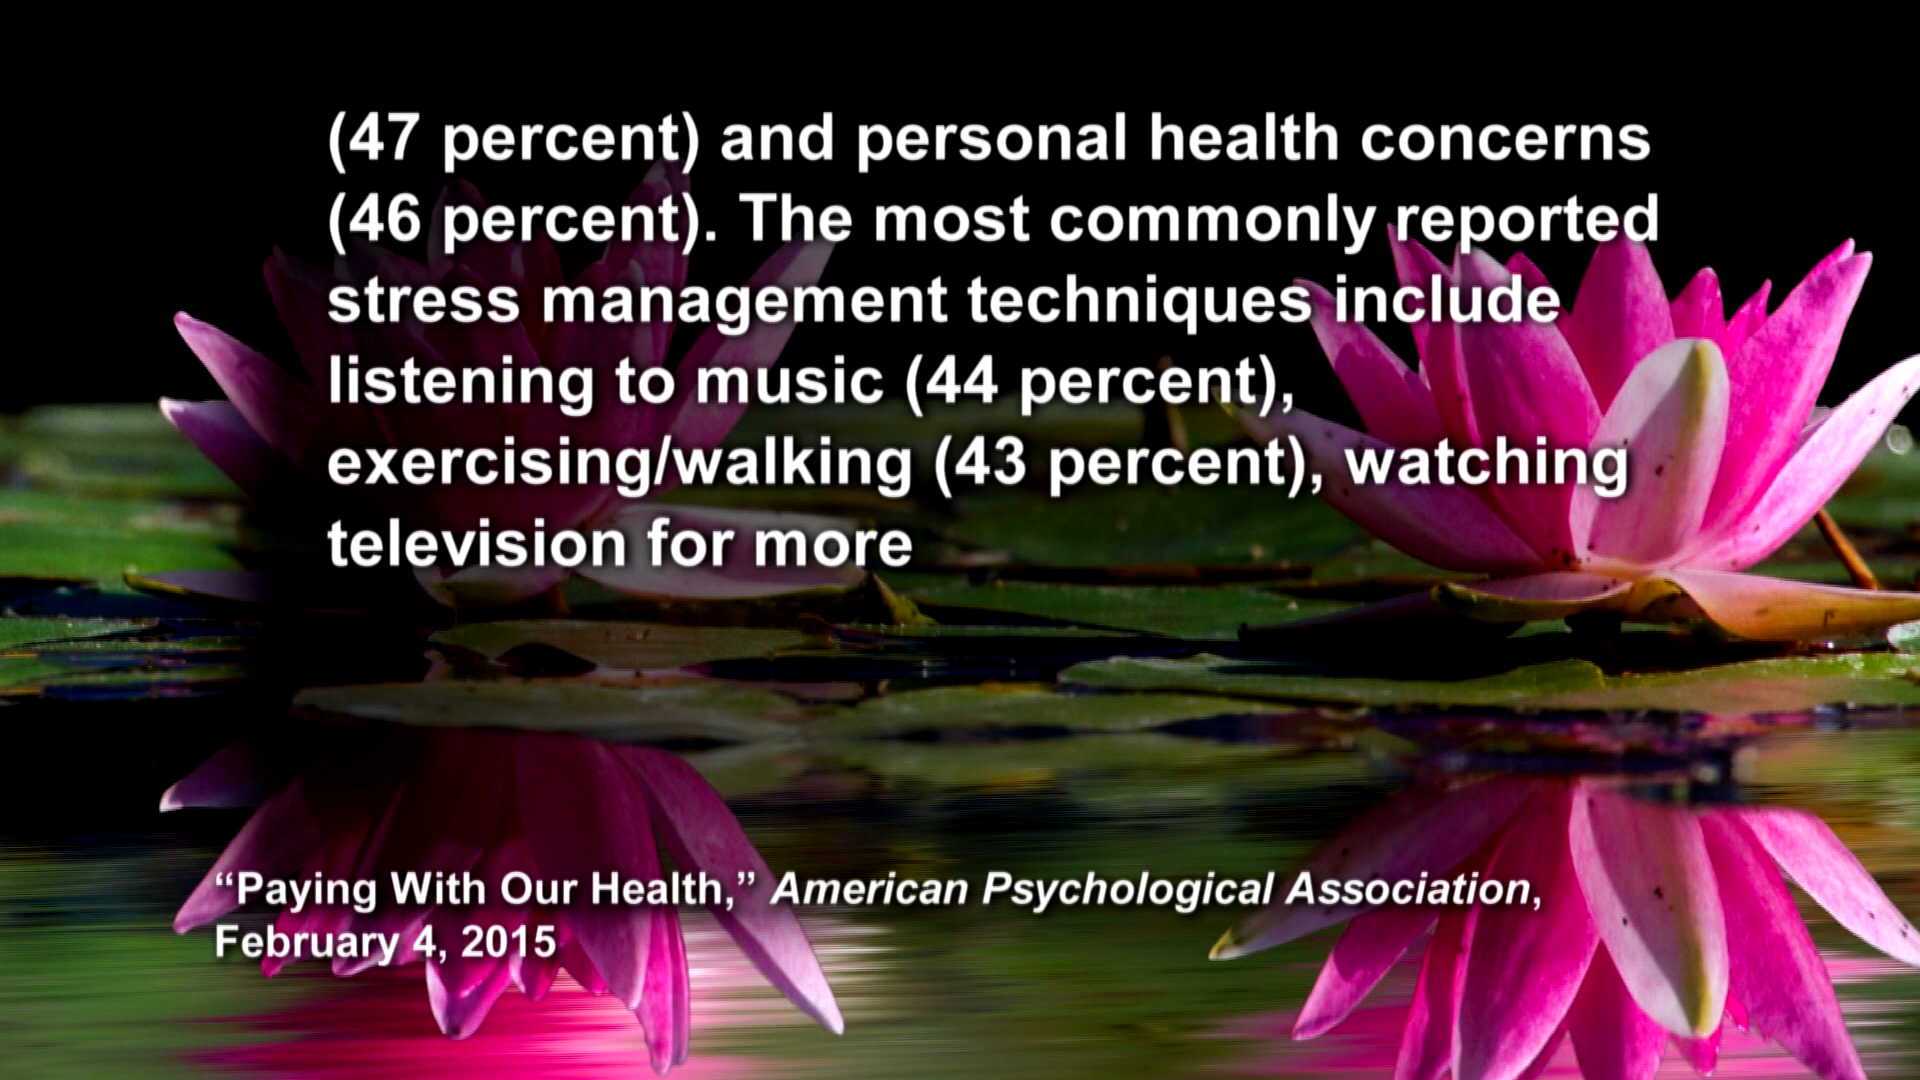 (47 percent) and personal health concerns
(46 percent). The most commonly reported
stress management techniques include
listening to music (44 percent),
exercising/walking (43 percent), watching
television for more
“Paying With Our Health,” American Psychological Association,
February 4, 2015